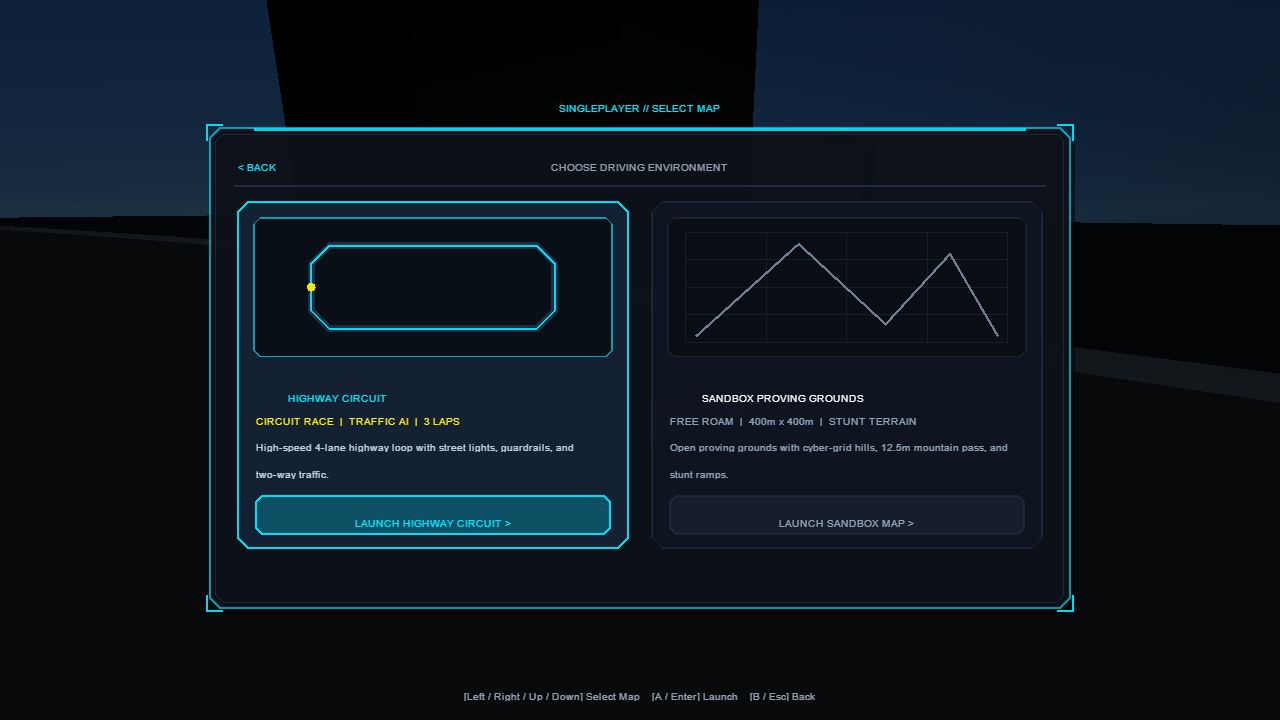 SINGLEPLAYER // SELECT MAP
< BACK
CHOOSE DRIVING ENVIRONMENT
HIGHWAY CIRCUIT
CIRCUIT RACE | TRAFFIC AI | 3 LAPS
High-speed 4-lane highway loop with street lights, guardrails, and
two-way traffic.
LAUNCH HIGHWAY CIRCUIT >
SANDBOX PROVING GROUNDS
FREE ROAM | 400m x 400m | STUNT TERRAIN
Open proving grounds with cyber-grid hills, 12.5m mountain pass, and
stunt ramps.
LAUNCH SANDBOX MAP >
[Left / Right / Up / Down] Select Map [A / Enter] Launch [B / Esc] Back